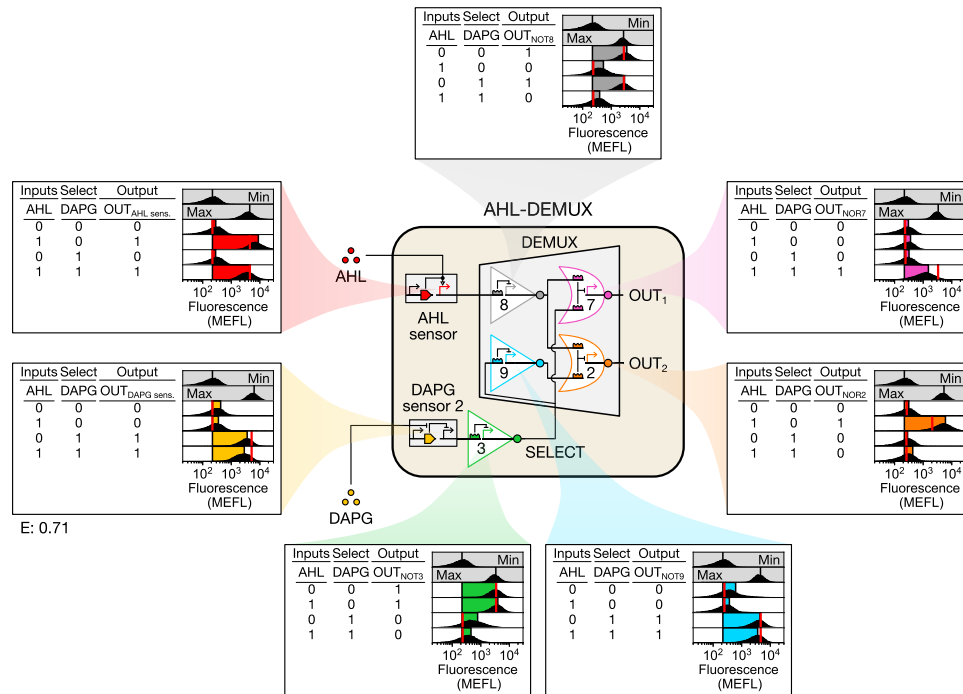 Inputs Select Output
AHL DAPG OUTNOT8
0 0 1
1 0 0
0 1 1
1 1 0
Min
Max
10² 10³ 10⁴
Fluorescence
(MEFL)
Inputs Select Output
AHL DAPG OUTAHL sens.
0 0 0
1 0 1
0 1 0
1 1 1
Min
Max
10² 10³ 10⁴
Fluorescence
(MEFL)
AHL-DEMUX
DEMUX
AHL
AHL
sensor
8
7
OUT₁
9
2
OUT₂
DAPG
sensor 2
3
SELECT
DAPG
Inputs Select Output
AHL DAPG OUTNOR7
0 0 0
1 0 0
0 1 0
1 1 1
Min
Max
10² 10³ 10⁴
Fluorescence
(MEFL)
Inputs Select Output
AHL DAPG OUTDAPG sens.
0 0 0
1 0 0
0 1 1
1 1 1
Min
Max
10² 10³ 10⁴
Fluorescence
(MEFL)
E: 0.71
Inputs Select Output
AHL DAPG OUTNOR2
0 0 0
1 0 1
0 1 0
1 1 0
Min
Max
10² 10³ 10⁴
Fluorescence
(MEFL)
Inputs Select Output
AHL DAPG OUTNOT3
0 0 1
1 0 1
0 1 0
1 1 0
Min
Max
10² 10³ 10⁴
Fluorescence
(MEFL)
Inputs Select Output
AHL DAPG OUTNOT9
0 0 0
1 0 0
0 1 1
1 1 1
Min
Max
10² 10³ 10⁴
Fluorescence
(MEFL)